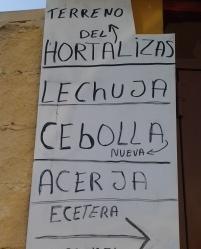 TERRENO
DEL
HORTALIZAS
LEChUJA
CEbOLLA
NUEVA
ACERJA
ECETERA